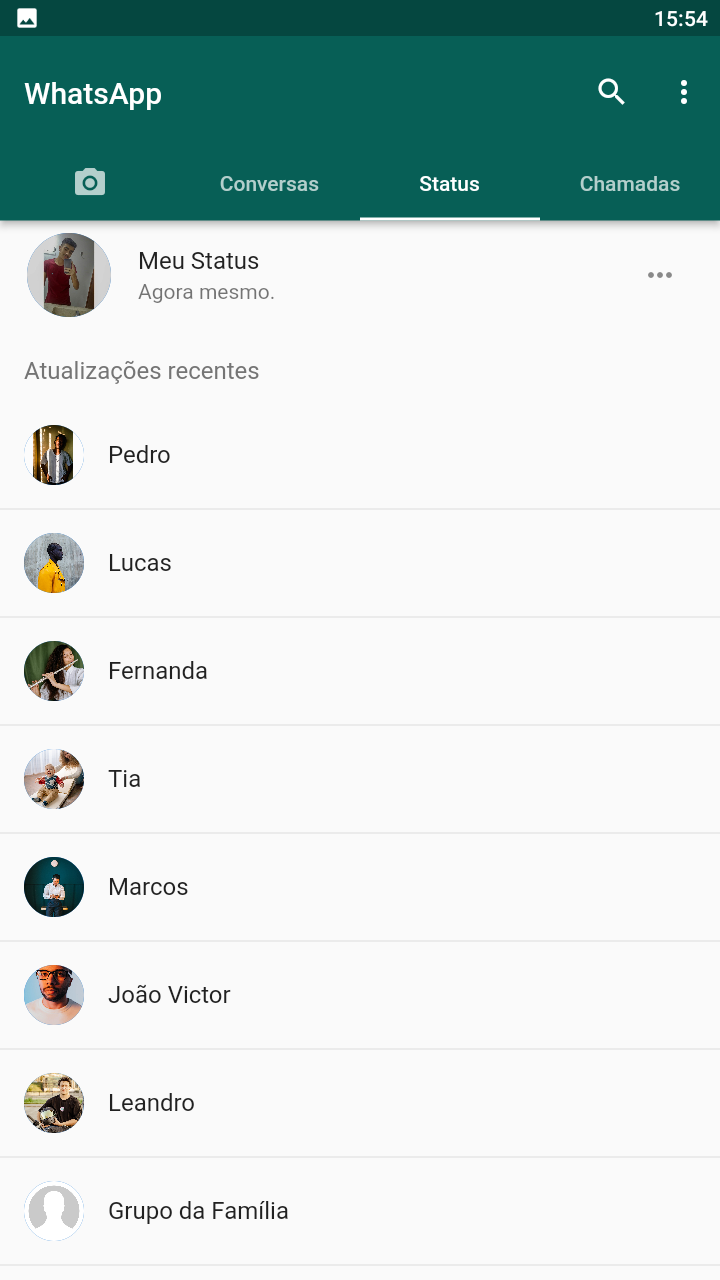 15:54
WhatsApp
Conversas Status Chamadas
Meu Status
Agora mesmo.
Atualizações recentes
Pedro
Lucas
Fernanda
Tia
Marcos
João Victor
Leandro
Grupo da Família